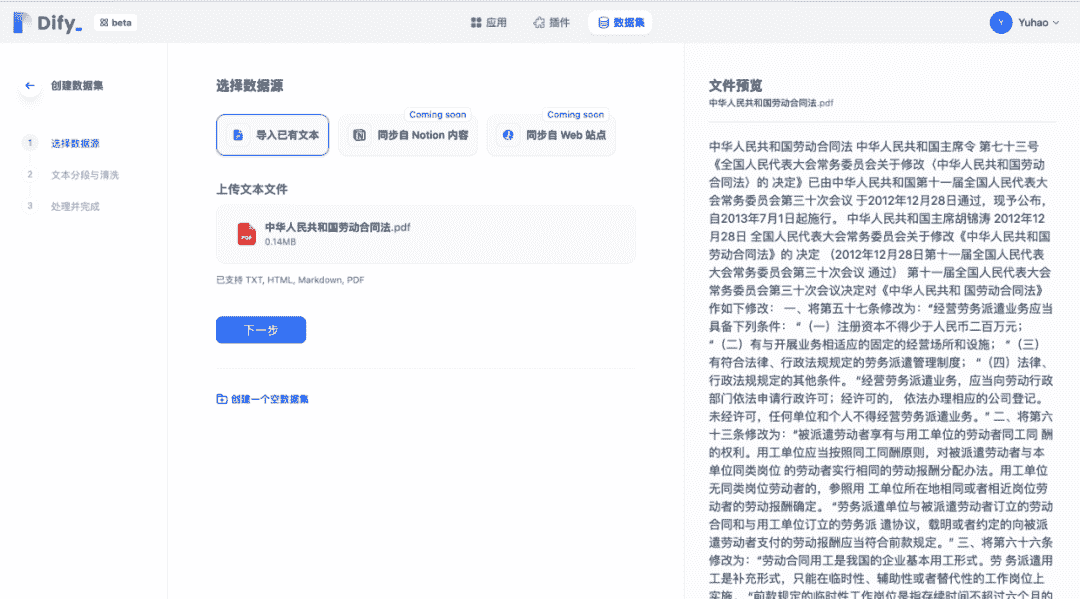 Dify_
beta
应用
插件
数据集
Y
Yuhao
创建数据集
1 选择数据源
2 文本分段与清洗
3 处理并完成
选择数据源
导入已有文本
Coming soon
同步自 Notion 内容
Coming soon
同步自 Web 站点
上传文本文件
PDF
中华人民共和国劳动合同法.pdf
0.14MB
已支持 TXT, HTML, Markdown, PDF
下一步
创建一个空数据集
文件预览
中华人民共和国劳动合同法.pdf
中华人民共和国劳动合同法 中华人民共和国主席令 第七十三号
《全国人民代表大会常务委员会关于修改〈中华人民共和国劳动
合同法〉的 决定》已由中华人民共和国第十一届全国人民代表大
会常务委员会第三十次会议 于2012年12月28日通过，现予公布，
自2013年7月1日起施行。 中华人民共和国主席胡锦涛 2012年12
月28日 全国人民代表大会常务委员会关于修改《中华人民共和国
劳动合同法》的 决定 （2012年12月28日第十一届全国人民代表
大会常务委员会第三十次会议 通过） 第十一届全国人民代表大会
常务委员会第三十次会议决定对《中华人民共和 国劳动合同法》
作如下修改： 一、将第五十七条修改为：“经营劳务派遣业务应当
具备下列条件： “（一）注册资本不得少于人民币二百万元；
“（二）有与开展业务相适应的固定的经营场所和设施； “（三）
有符合法律、行政法规规定的劳务派遣管理制度； “（四）法律、
行政法规规定的其他条件。 “经营劳务派遣业务，应当向劳动行政
部门依法申请行政许可；经许可的， 依法办理相应的公司登记。
未经许可，任何单位和个人不得经营劳务派遣业务。” 二、将第六
十三条修改为：“被派遣劳动者享有与用工单位的劳动者同工同 酬
的权利。用工单位应当按照同工同酬原则，对被派遣劳动者与本
单位同类岗位 的劳动者实行相同的劳动报酬分配办法。用工单位
无同类岗位劳动者的，参照用 工单位所在地相同或者相近岗位劳
动者的劳动报酬确定。 “劳务派遣单位与被派遣劳动者订立的劳动
合同和与用工单位订立的劳务派 遣协议，载明或者约定的向被派
遣劳动者支付的劳动报酬应当符合前款规定。” 三、将第六十六条
修改为：“劳动合同用工是我国的企业基本用工形式。劳 务派遣用
工是补充形式，只能在临时性、辅助性或者替代性的工作岗位上
实施。 “前款规定的临时性工作岗位是指存续时间不超过六个月的